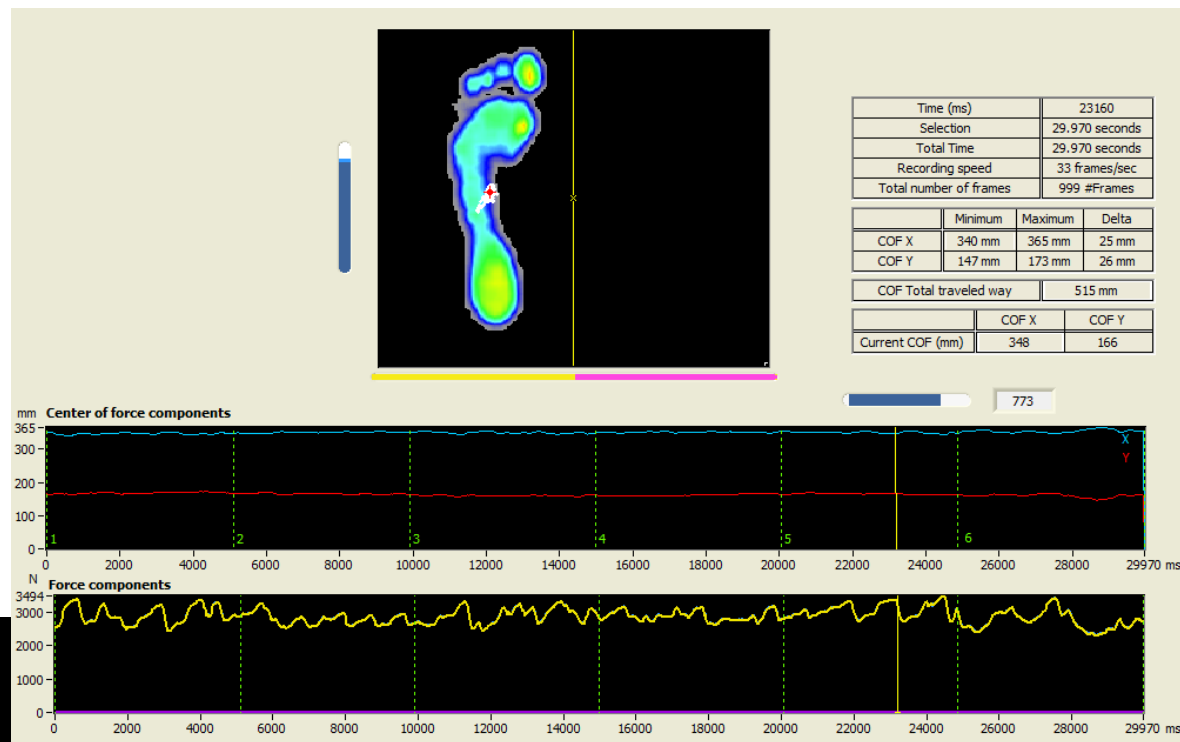 Time (ms) 23160
Selection 29.970 seconds
Total Time 29.970 seconds
Recording speed 33 frames/sec
Total number of frames 999 #Frames
Minimum Maximum Delta
COF X 340 mm 365 mm 25 mm
COF Y 147 mm 173 mm 26 mm
COF Total traveled way 515 mm
COF X COF Y
Current COF (mm) 348 166
773
mm Center of force components
365
300
200
100
0
X
Y
1 2 3 4 5 6
0 2000 4000 6000 8000 10000 12000 14000 16000 18000 20000 22000 24000 26000 28000 29970 ms
N Force components
3494
3000
2000
1000
0
0 2000 4000 6000 8000 10000 12000 14000 16000 18000 20000 22000 24000 26000 28000 29970 ms